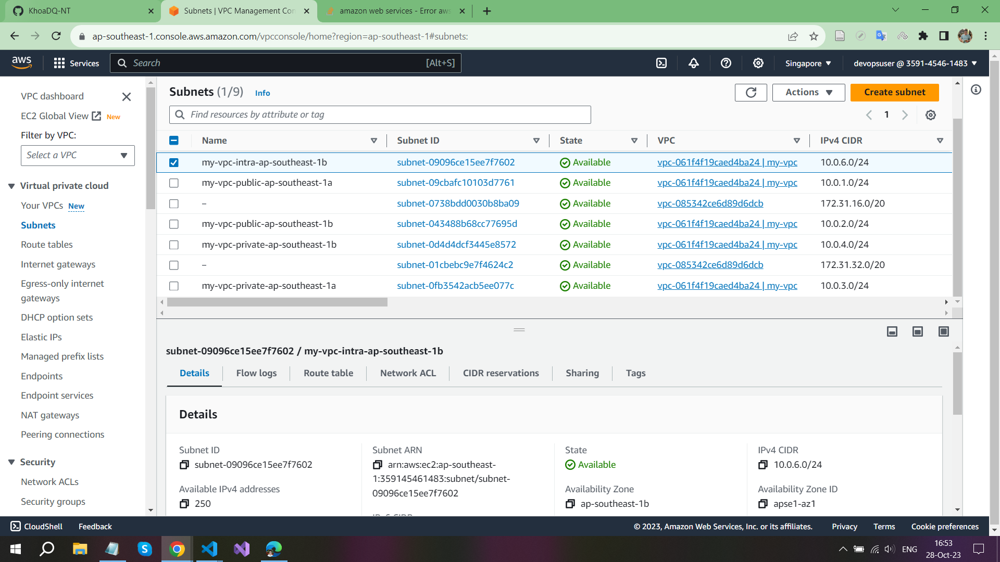 KhoaDQ-NT
Subnets | VPC Management Con
amazon web services - Error aws
ap-southeast-1.console.aws.amazon.com/vpcconsole/home?region=ap-southeast-1#subnets:
aws
Services
Search
[Alt+S]
Singapore
devopsuser @ 3591-4546-1483
VPC dashboard
EC2 Global View
New
Filter by VPC:
Select a VPC
Virtual private cloud
Your VPCs New
Subnets
Route tables
Internet gateways
Egress-only internet
gateways
DHCP option sets
Elastic IPs
Managed prefix lists
Endpoints
Endpoint services
NAT gateways
Peering connections
Security
Network ACLs
Security groups
Subnets (1/9) Info
Actions
Create subnet
Find resources by attribute or tag
1
Name Subnet ID State VPC IPv4 CIDR
my-vpc-intra-ap-southeast-1b subnet-09096ce15ee7f7602 Available vpc-061f4f19caed4ba24 | my-vpc 10.0.6.0/24
my-vpc-public-ap-southeast-1a subnet-09cbafc10103d7761 Available vpc-061f4f19caed4ba24 | my-vpc 10.0.1.0/24
– subnet-0738bdd0030b8ba09 Available vpc-085342ce6d89d6dcb 172.31.16.0/20
my-vpc-public-ap-southeast-1b subnet-043488b68cc77695d Available vpc-061f4f19caed4ba24 | my-vpc 10.0.2.0/24
my-vpc-private-ap-southeast-1b subnet-0d4d4dcf3445e8572 Available vpc-061f4f19caed4ba24 | my-vpc 10.0.4.0/24
– subnet-01cbebc9e7f4624c2 Available vpc-085342ce6d89d6dcb 172.31.32.0/20
my-vpc-private-ap-southeast-1a subnet-0fb3542acb5ee077c Available vpc-061f4f19caed4ba24 | my-vpc 10.0.3.0/24
subnet-09096ce15ee7f7602 / my-vpc-intra-ap-southeast-1b
Details Flow logs Route table Network ACL CIDR reservations Sharing Tags
Details
Subnet ID
subnet-09096ce15ee7f7602
Available IPv4 addresses
250
Subnet ARN
arn:aws:ec2:ap-southeast-
1:359145461483:subnet/subnet-
09096ce15ee7f7602
State
Available
Availability Zone
ap-southeast-1b
IPv4 CIDR
10.0.6.0/24
Availability Zone ID
apse1-az1
CloudShell
Feedback
© 2023, Amazon Web Services, Inc. or its affiliates.
Privacy
Terms
Cookie preferences
ENG
16:53
28-Oct-23